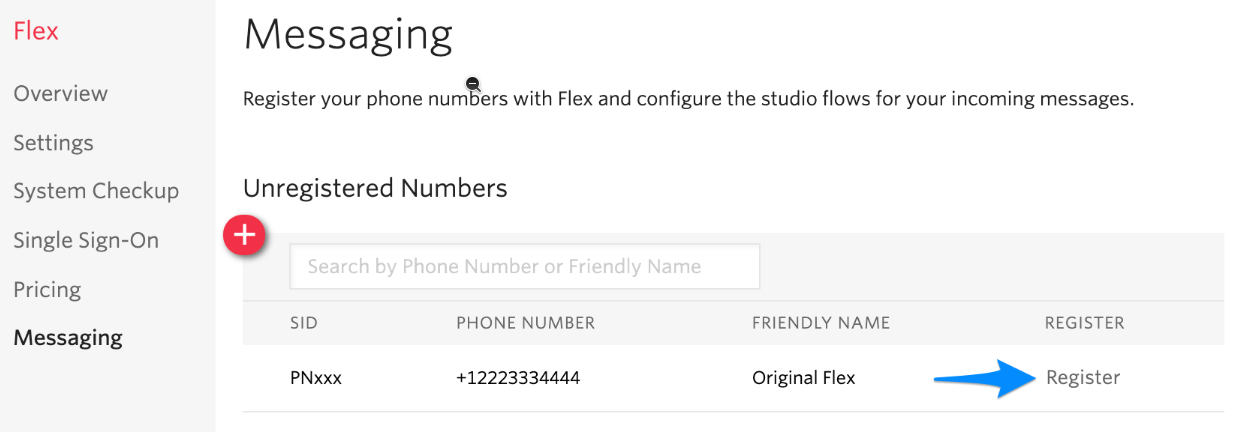 Flex
Overview
Settings
System Checkup
Single Sign-On
Pricing
Messaging
Messaging
Register your phone numbers with Flex and configure the studio flows for your incoming messages.
Unregistered Numbers
Search by Phone Number or Friendly Name
SID PHONE NUMBER FRIENDLY NAME REGISTER
PNxxx +12223334444 Original Flex Register